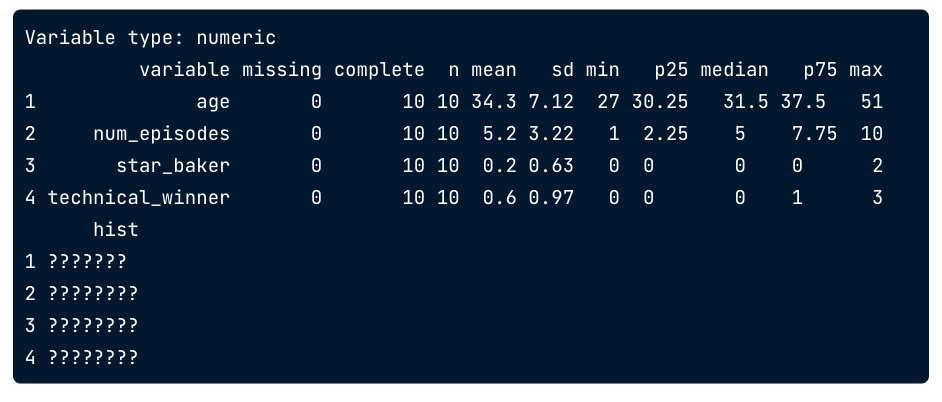 Variable type: numeric
          variable missing complete  n mean   sd min   p25 median   p75 max
1              age       0       10 10 34.3 7.12  27 30.25   31.5 37.5   51
2     num_episodes       0       10 10  5.2 3.22   1  2.25    5    7.75  10
3       star_baker       0       10 10  0.2 0.63   0  0       0    0      2
4 technical_winner       0       10 10  0.6 0.97   0  0       0    1      3
      hist
1 ???????
2 ????????
3 ????????
4 ????????